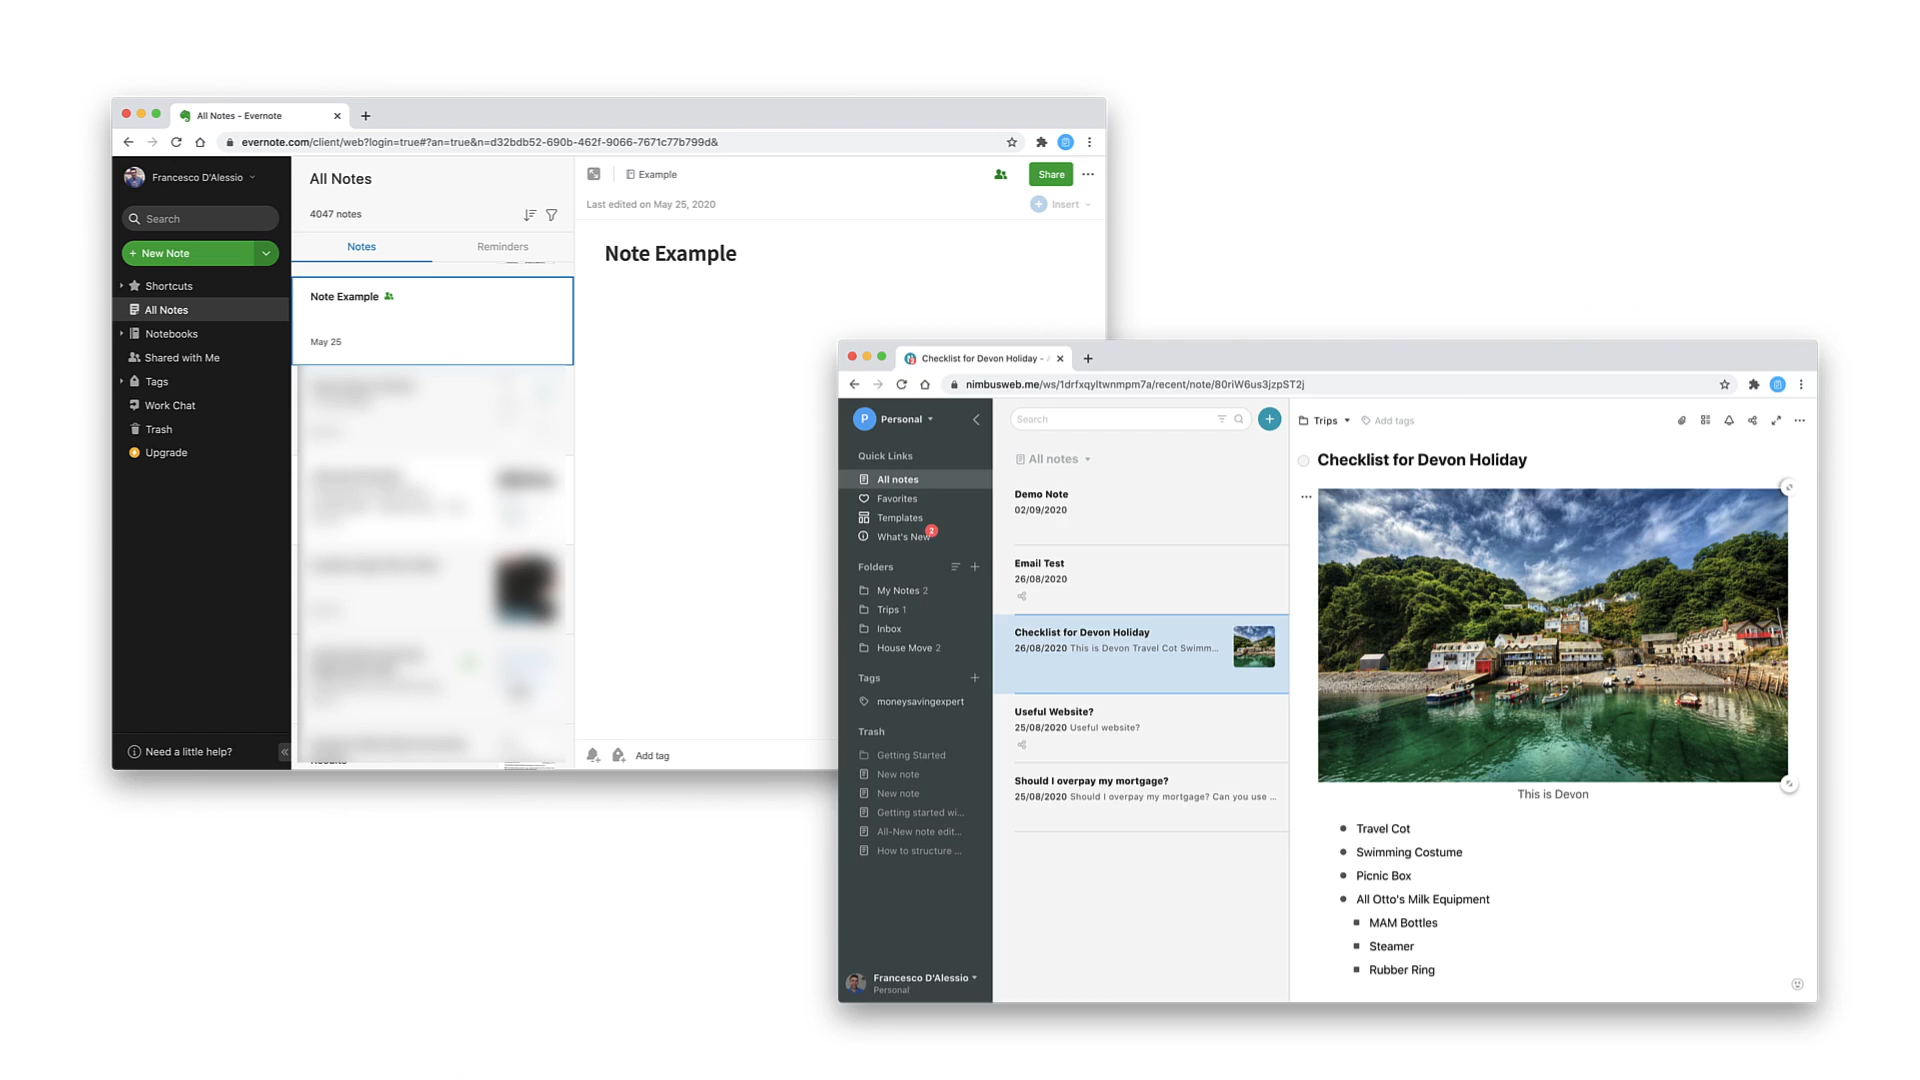 All Notes - Evernote
evernote.com/client/web?login=true#?an=true&n=d32bdb52-690b-462f-9066-7671c77b799d&
Francesco D'Alessio
Search
+ New Note
Shortcuts
All Notes
Notebooks
Shared with Me
Tags
Work Chat
Trash
Upgrade
Need a little help?
All Notes
4047 notes
Notes
Reminders
Note Example
May 25
Example
Share
Last edited on May 25, 2020
Insert
Note Example
Add tag
Checklist for Devon Holiday -
nimbusweb.me/ws/1drfxqyltwnmpm7a/recent/note/80riW6us3jzpST2j
P
Personal
Quick Links
All notes
Favorites
Templates
What's New
2
Folders
My Notes 2
Trips 1
Inbox
House Move 2
Tags
moneysavingexpert
Trash
Getting Started
New note
New note
Getting started wi...
All-New note edit...
How to structure ...
Francesco D'Alessio
Personal
Search
All notes
Demo Note
02/09/2020
Email Test
26/08/2020
Checklist for Devon Holiday
26/08/2020 This is Devon Travel Cot Swimm...
Useful Website?
25/08/2020 Useful website?
Should I overpay my mortgage?
25/08/2020 Should I overpay my mortgage? Can you use ...
Trips
Add tags
Checklist for Devon Holiday
This is Devon
Travel Cot
Swimming Costume
Picnic Box
All Otto's Milk Equipment
MAM Bottles
Steamer
Rubber Ring